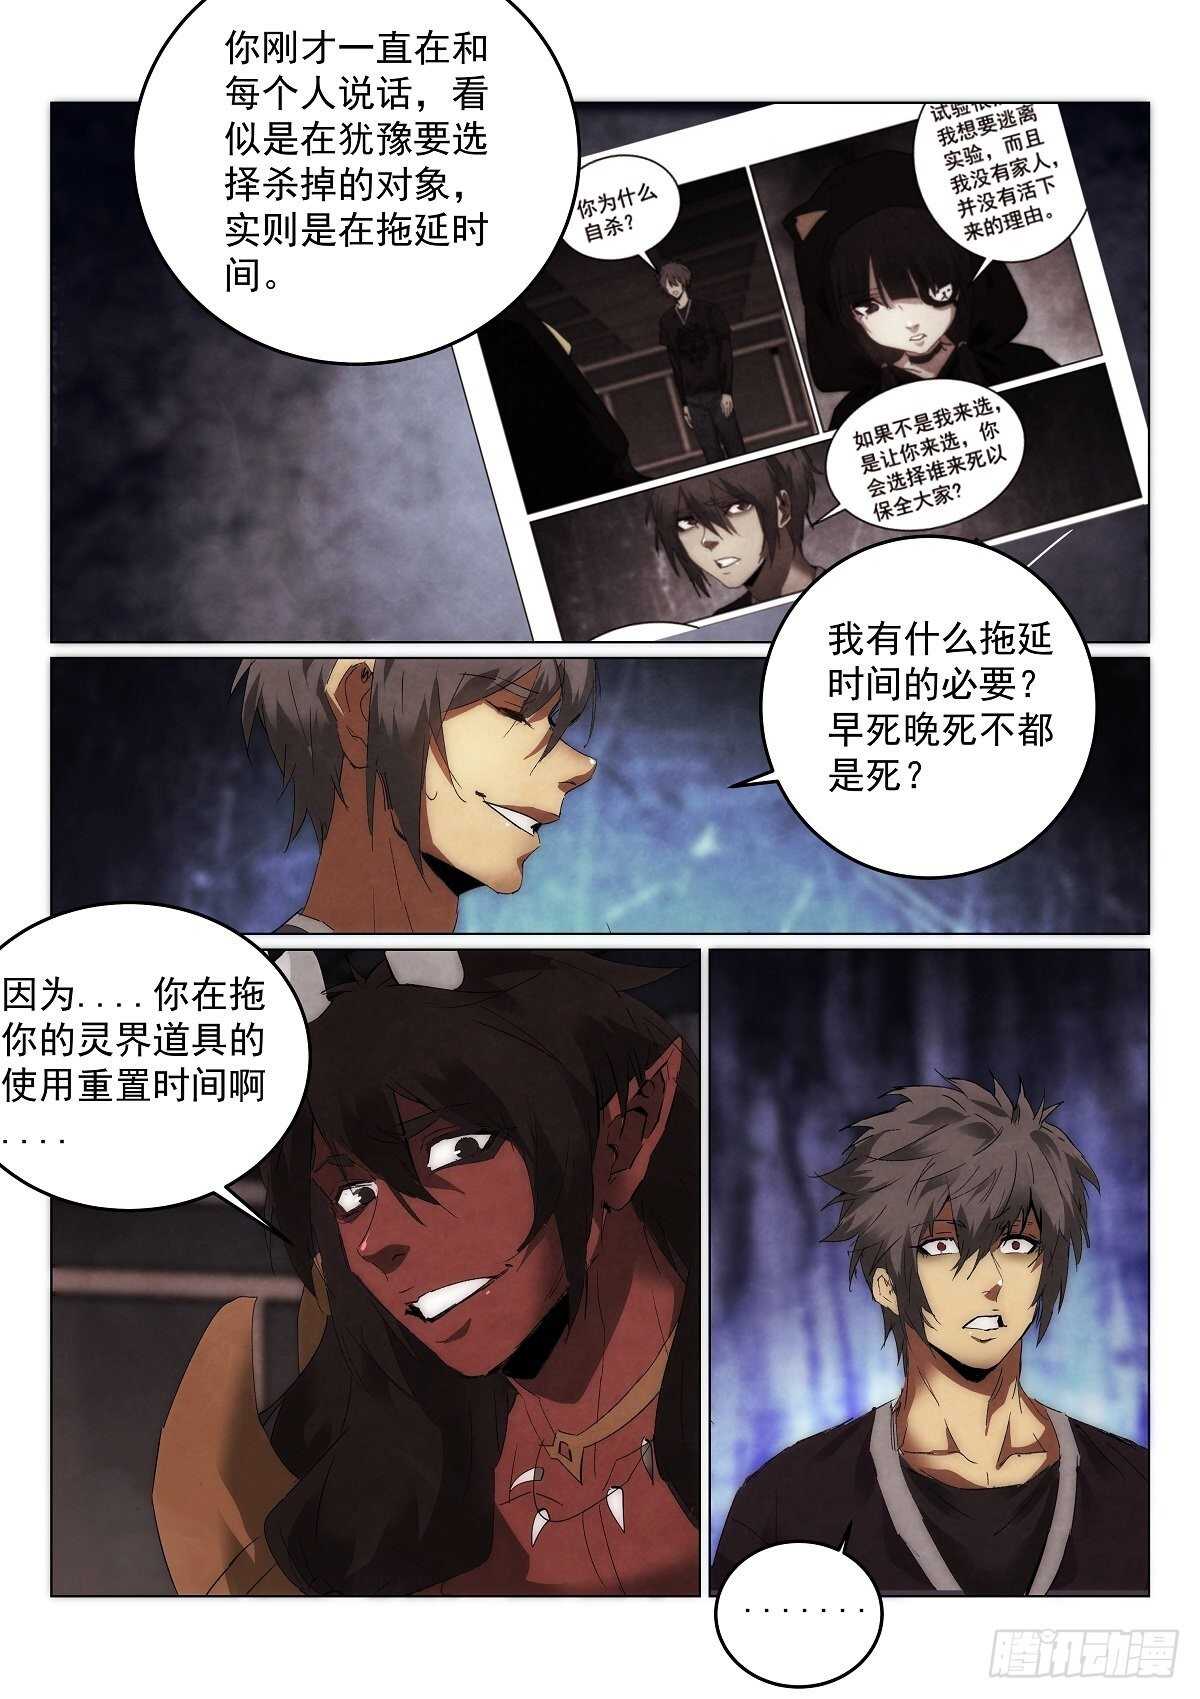 你刚才一直在和
每个人说话，看
似是在犹豫要选
择杀掉的对象，
实则是在拖延时
间。
你为什么
自杀？
我想要逃离
实验，而且
我没有家人，
并没有活下
来的理由。
如果不是我来选，
是让你来选，你
会选择谁来死以
保全大家？
我有什么拖延
时间的必要？
早死晚死不都
是死？
因为....你在拖
你的灵界道具的
使用重置时间啊
....
.......
腾讯动漫